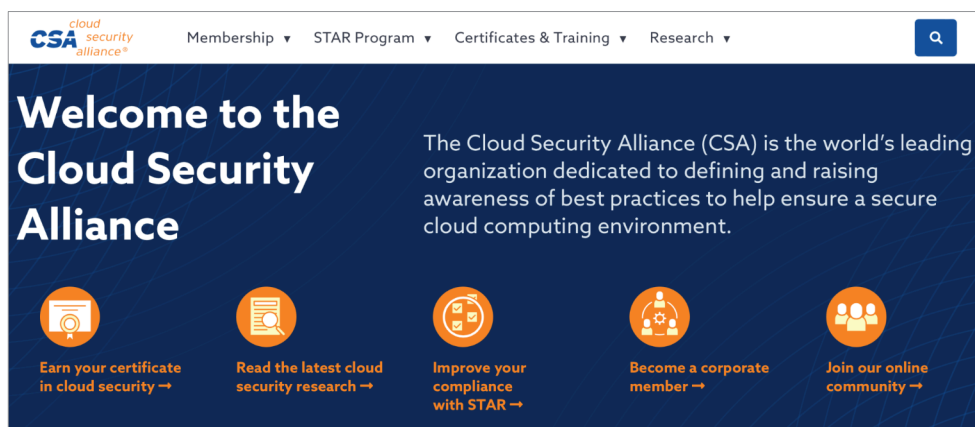 cloud
CSA security
alliance®
Membership ▼ STAR Program ▼ Certificates & Training ▼ Research ▼
Welcome to the
Cloud Security
Alliance
The Cloud Security Alliance (CSA) is the world’s leading
organization dedicated to defining and raising
awareness of best practices to help ensure a secure
cloud computing environment.
Earn your certificate
in cloud security →
Read the latest cloud
security research →
Improve your
compliance
with STAR →
Become a corporate
member →
Join our online
community →